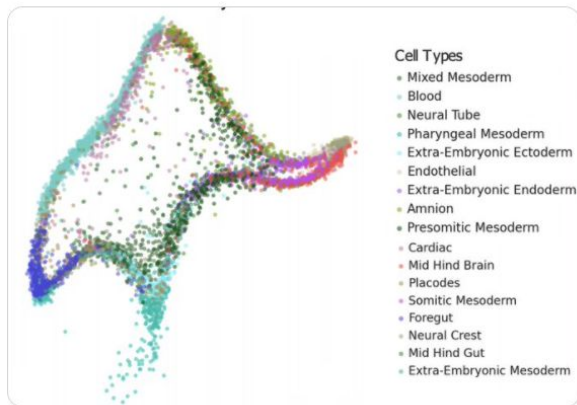 Cell Types
Mixed Mesoderm
Blood
Neural Tube
Pharyngeal Mesoderm
Extra-Embryonic Ectoderm
Endothelial
Extra-Embryonic Endoderm
Amnion
Presomitic Mesoderm
Cardiac
Mid Hind Brain
Placodes
Somitic Mesoderm
Foregut
Neural Crest
Mid Hind Gut
Extra-Embryonic Mesoderm